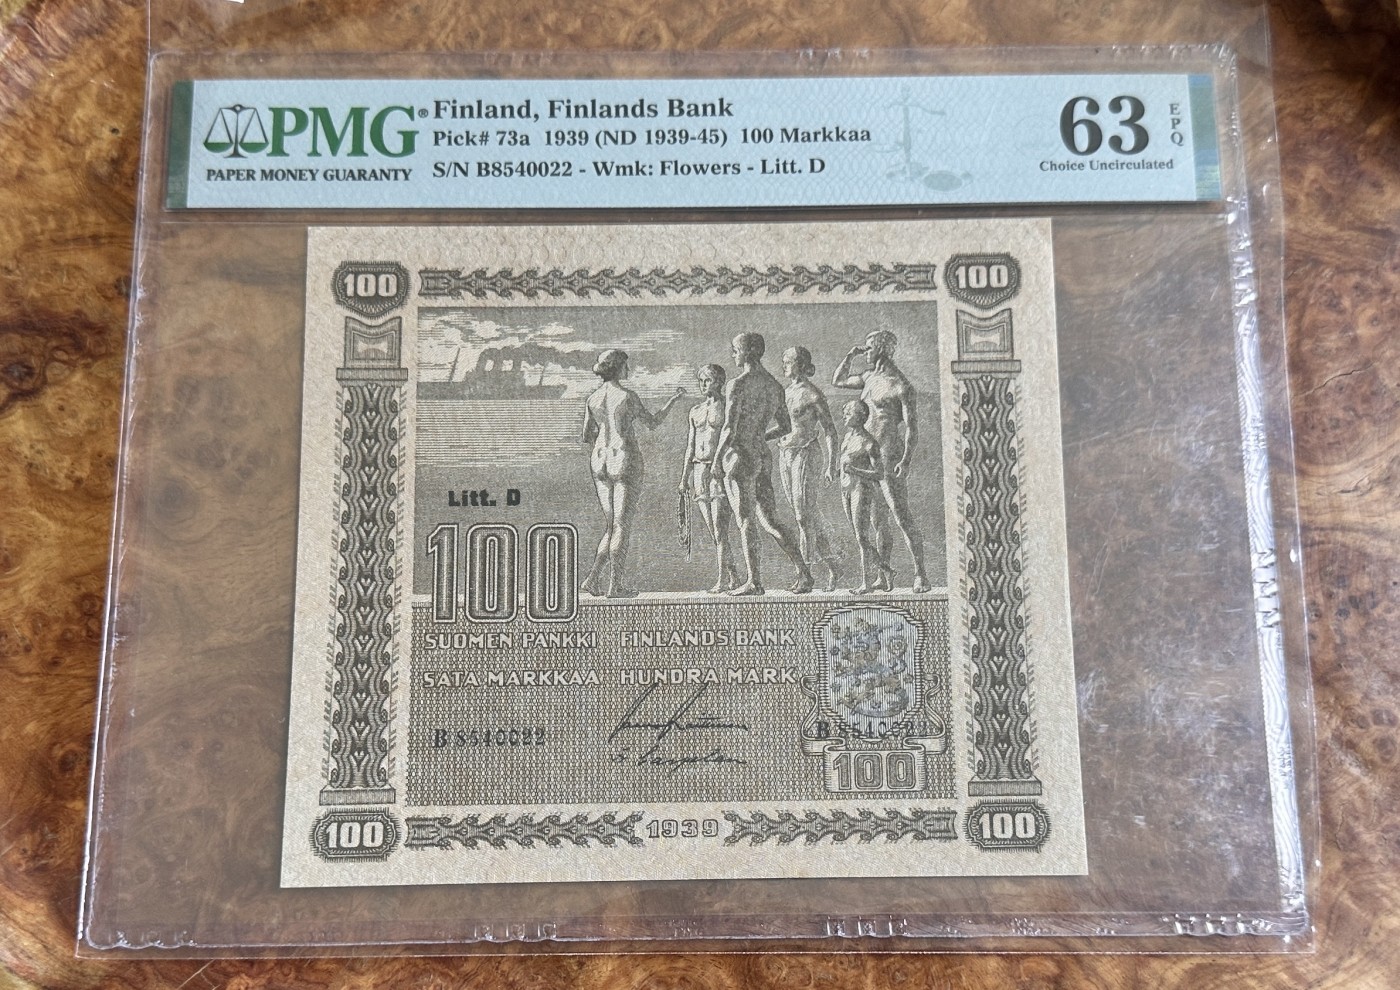 PMG®
PAPER MONEY GUARANTY
Finland, Finlands Bank
Pick# 73a 1939 (ND 1939-45) 100 Markkaa
S/N B8540022 - Wmk: Flowers - Litt. D
63
EPQ
Choice Uncirculated
100
100
Litt. D
100
SUOMEN PANKKI FINLANDS BANK
SATA MARKKAA HUNDRA MARK
B 8540022
B 8540022
100
100
1939
100